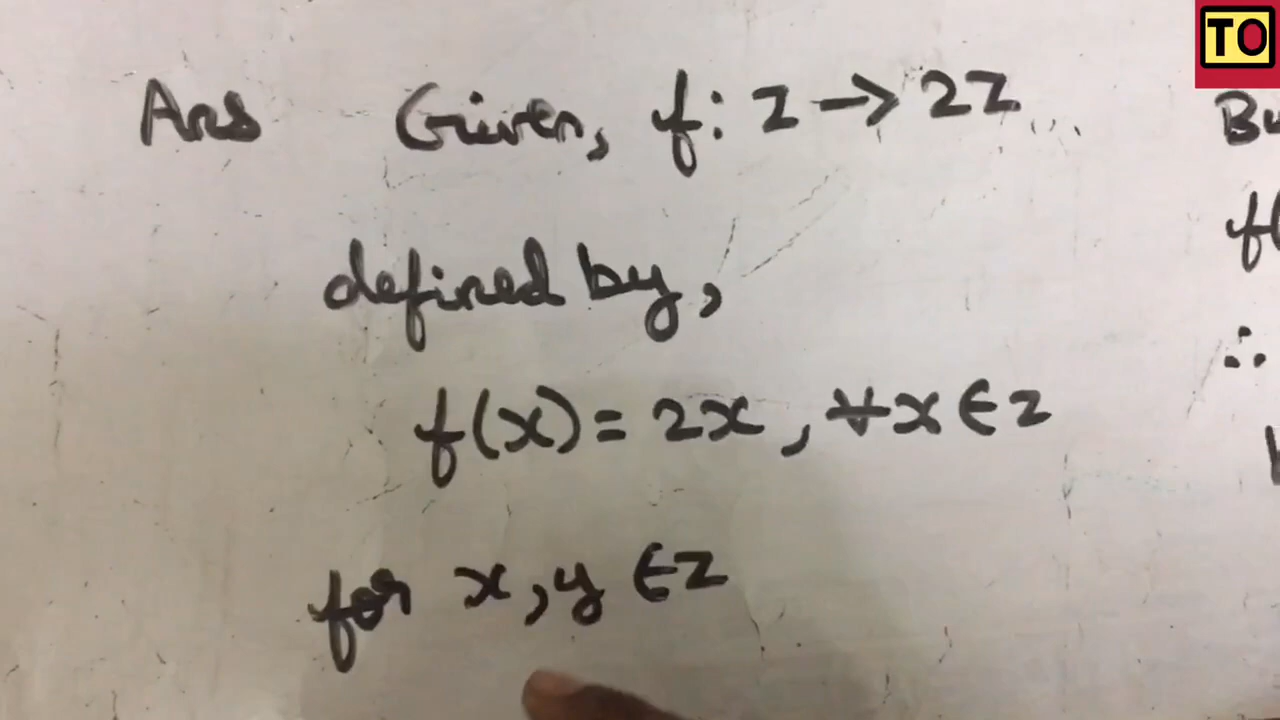 TO
Ans Given, f: Z → 2Z
defined by,
f(x) = 2x, ∀x ∈ Z
for x, y ∈ Z
f(
∴